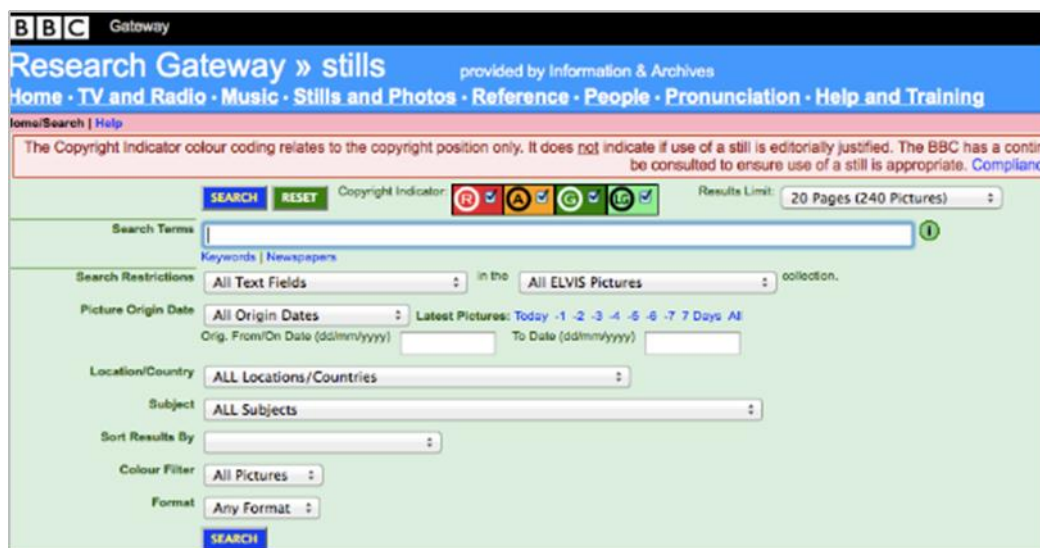 BBC Gateway
Research Gateway » stills provided by Information & Archives
Home · TV and Radio · Music · Stills and Photos · Reference · People · Pronunciation · Help and Training
Home/Search | Help
The Copyright Indicator colour coding relates to the copyright position only. It does not indicate if use of a still is editorially justified. The BBC has a conti
be consulted to ensure use of a still is appropriate. Complianc
SEARCH RESET Copyright Indicator: R A G LG Results Limit: 20 Pages (240 Pictures)
Search Terms i
Keywords | Newspapers
Search Restrictions All Text Fields in the All ELVIS Pictures collection.
Picture Origin Date All Origin Dates Latest Pictures: Today -1 -2 -3 -4 -5 -6 -7 7 Days All
Orig. From/On Date (dd/mm/yyyy) To Date (dd/mm/yyyy)
Location/Country ALL Locations/Countries
Subject ALL Subjects
Sort Results By
Colour Filter All Pictures
Format Any Format
SEARCH